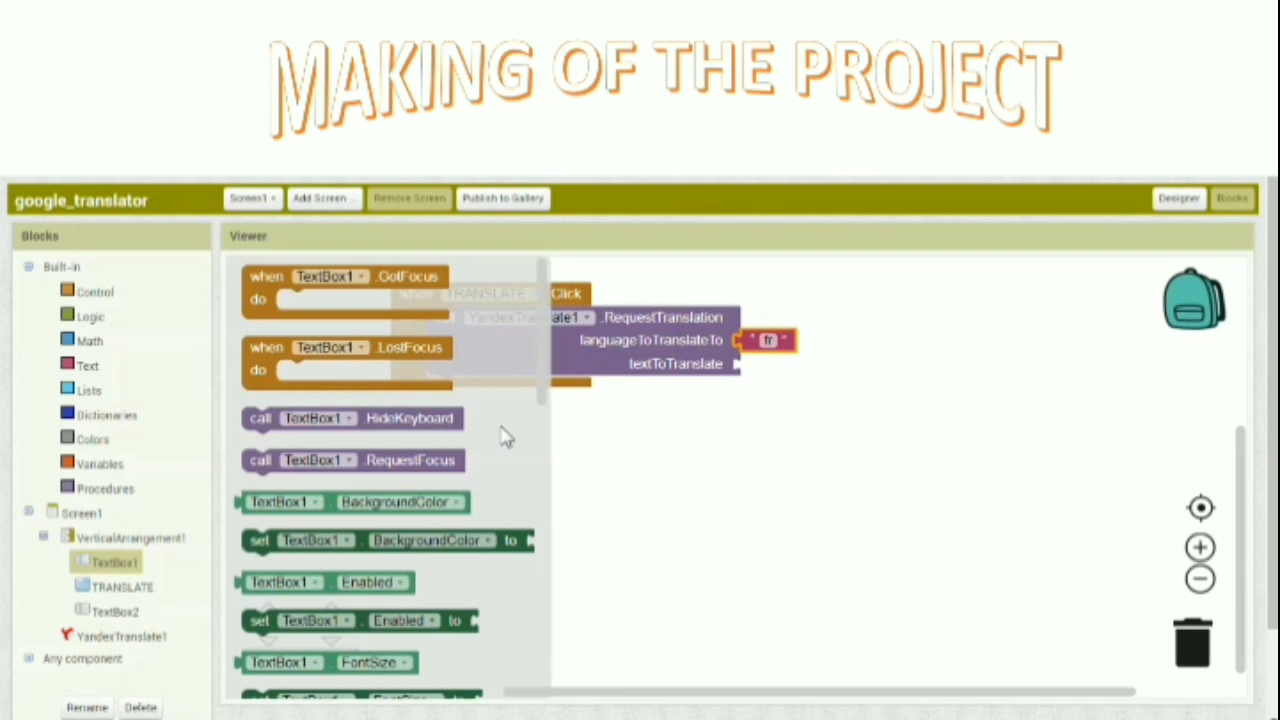 MAKING OF THE PROJECT
google_translator
Screen1
Add Screen ...
Remove Screen
Publish to Gallery
Designer
Blocks
Blocks
Viewer
Built-in
Control
Logic
Math
Text
Lists
Dictionaries
Colors
Variables
Procedures
Screen1
VerticalArrangement1
TextBox1
TRANSLATE
TextBox2
YandexTranslate1
Any component
Rename
Delete
when TextBox1 .GotFocus
do
when TextBox1 .LostFocus
do
call TextBox1 .HideKeyboard
call TextBox1 .RequestFocus
TextBox1 . BackgroundColor
set TextBox1 . BackgroundColor to
TextBox1 . Enabled
set TextBox1 . Enabled to
TextBox1 . FontSize
when TRANSLATE .Click
YandexTranslate1 .RequestTranslation
languageToTranslateTo " fr "
textToTranslate